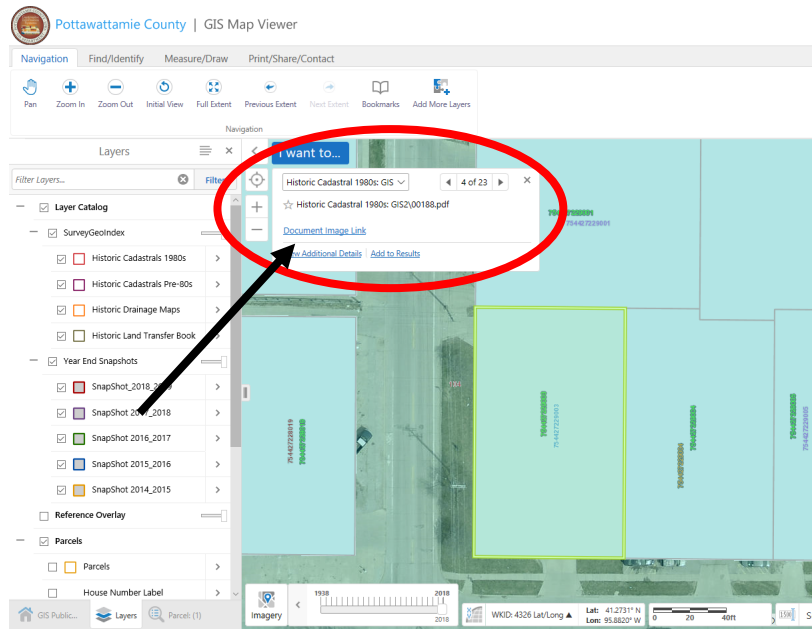 Pottawattamie County | GIS Map Viewer
Navigation Find/Identify Measure/Draw Print/Share/Contact
Pan Zoom In Zoom Out Initial View Full Extent Previous Extent Next Extent Bookmarks Add More Layers
Navigation
Layers
I want to...
Filter Layers... Filter
Historic Cadastral 1980s: GIS 4 of 23
Layer Catalog
Historic Cadastral 1980s: GIS2\00188.pdf
SurveyGeoIndex
Document Image Link
754427229001
Historic Cadastrals 1980s
Additional Details Add to Results
Historic Cadastrals Pre-80s
Historic Drainage Maps
Historic Land Transfer Book
Year End Snapshots
SnapShot_2018_
SnapShot 2017_2018
SnapShot 2016_2017
754427228019
754427229003
754427229005
SnapShot 2015_2016
SnapShot 2014_2015
Reference Overlay
Parcels
Parcels
House Number Label
1938 2018
2018
Imagery
GIS Public... Layers Parcel: (1)
WKID: 4326 Lat/Long
Lat: 41.2731° N
Lon: 95.8820° W
0 20 40ft